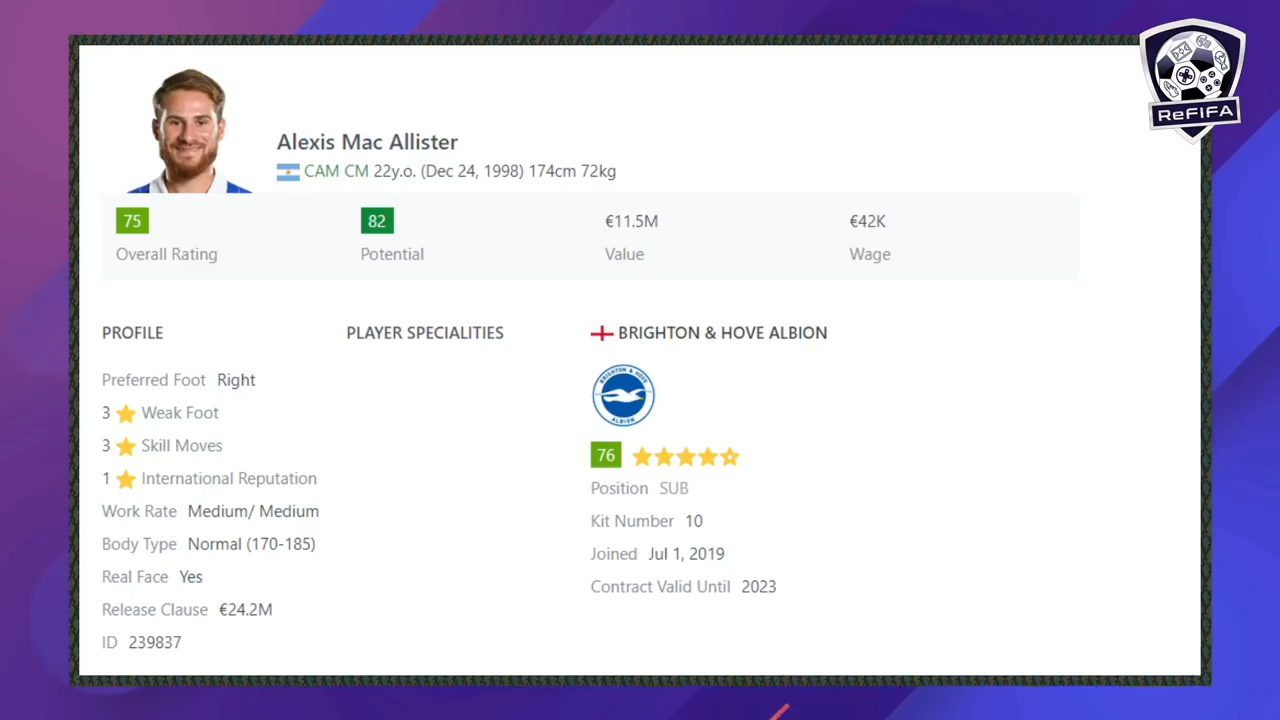 ReFIFA
Alexis Mac Allister
CAM CM 22y.o. (Dec 24, 1998) 174cm 72kg
75 82 €11.5M €42K
Overall Rating Potential Value Wage
PROFILE PLAYER SPECIALITIES BRIGHTON & HOVE ALBION
Preferred Foot Right
3 Weak Foot
3 Skill Moves
1 International Reputation
Work Rate Medium/ Medium
Body Type Normal (170-185)
Real Face Yes
Release Clause €24.2M
ID 239837
BRIGHTON & HOVE
ALBION
76
Position SUB
Kit Number 10
Joined Jul 1, 2019
Contract Valid Until 2023